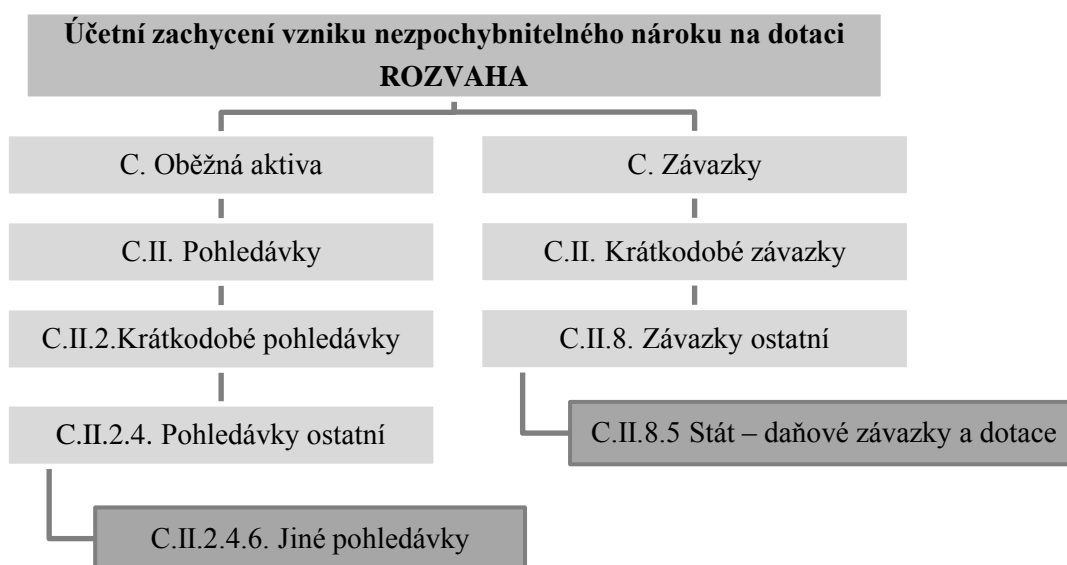 Účetní zachycení vzniku nezpochybnitelného nároku na dotaci
ROZVAHA
C. Oběžná aktiva
C. Závazky
C.II. Pohledávky
C.II. Krátkodobé závazky
C.II.2.Krátkodobé pohledávky
C.II.8. Závazky ostatní
C.II.2.4. Pohledávky ostatní
C.II.8.5 Stát – daňové závazky a dotace
C.II.2.4.6. Jiné pohledávky